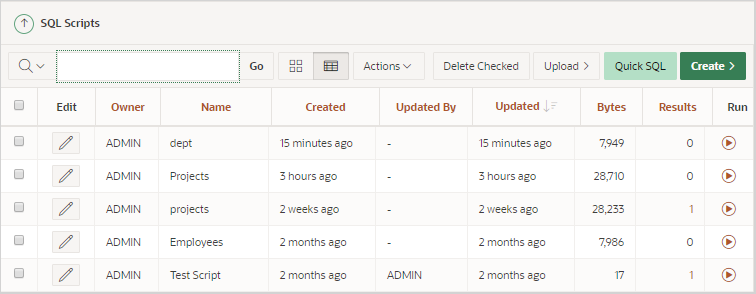 SQL Scripts
Go Actions Delete Checked Upload Quick SQL Create
Edit Owner Name Created Updated By Updated Bytes Results Run
ADMIN dept 15 minutes ago - 15 minutes ago 7,949 0
ADMIN Projects 3 hours ago - 3 hours ago 28,710 0
ADMIN projects 2 weeks ago - 2 weeks ago 28,233 1
ADMIN Employees 2 months ago - 2 months ago 7,986 0
ADMIN Test Script 2 months ago ADMIN 2 months ago 17 1